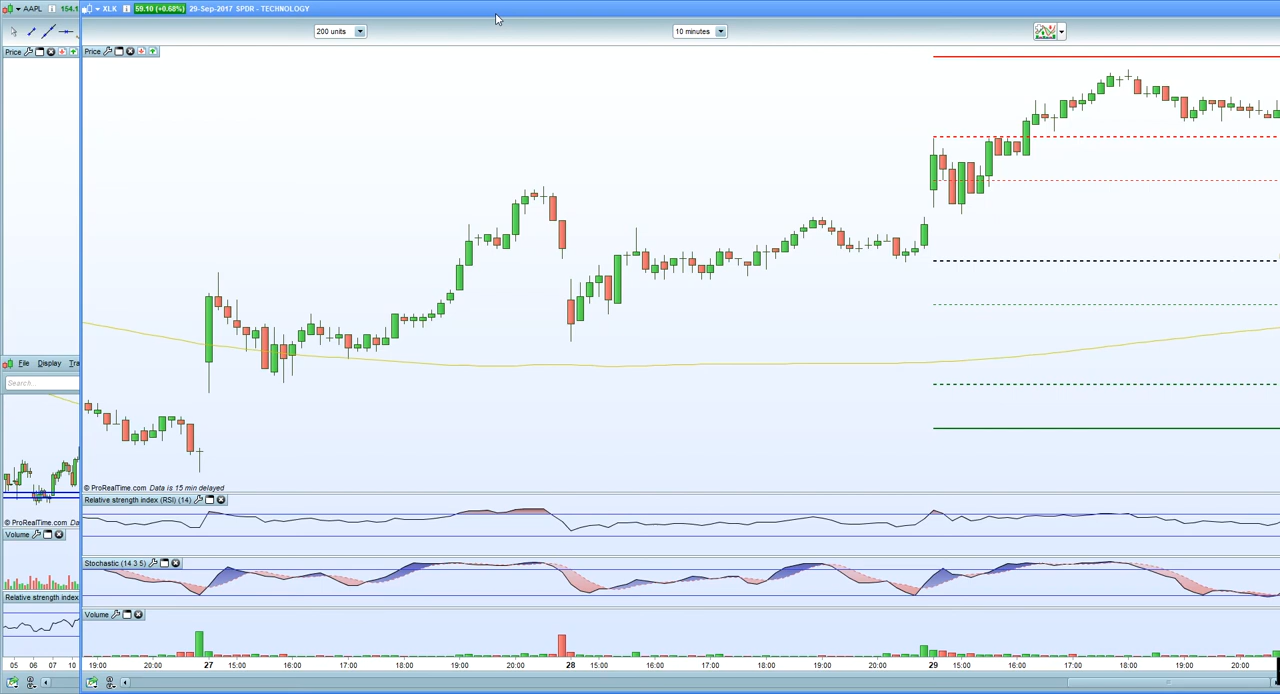 AAPL 154.1
XLK 59.10 (+0.68%) 29-Sep-2017 SPDR - TECHNOLOGY
200 units
10 minutes
Price
Price
File Display Tra
Search...
© ProRealTime.com Data is 15 min delayed
Relative strength index (RSI) (14)
© ProRealTime.com Da
Volume
Stochastic (14 3 5)
Relative strength index
Volume
05 06 07 10
19:00 20:00 27 15:00 16:00 17:00 18:00 19:00 20:00 28 15:00 16:00 17:00 18:00 19:00 20:00 29 15:00 16:00 17:00 18:00 19:00 20:00